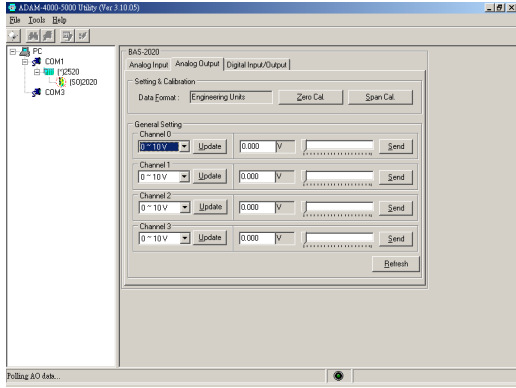 ADAM-4000-5000 Utility (Ver 3.10.05)
File Tools Help
PC
COM1
(*)2520
(S0)2020
COM3
BAS-2020
Analog Input Analog Output Digital Input/Output
Setting & Calibration
Data Format : Engineering Units Zero Cal. Span Cal.
General Setting
Channel 0
0 ~ 10 V Update 0.000 V Send
Channel 1
0 ~ 10 V Update 0.000 V Send
Channel 2
0 ~ 10 V Update 0.000 V Send
Channel 3
0 ~ 10 V Update 0.000 V Send
Refresh
Polling AO data...